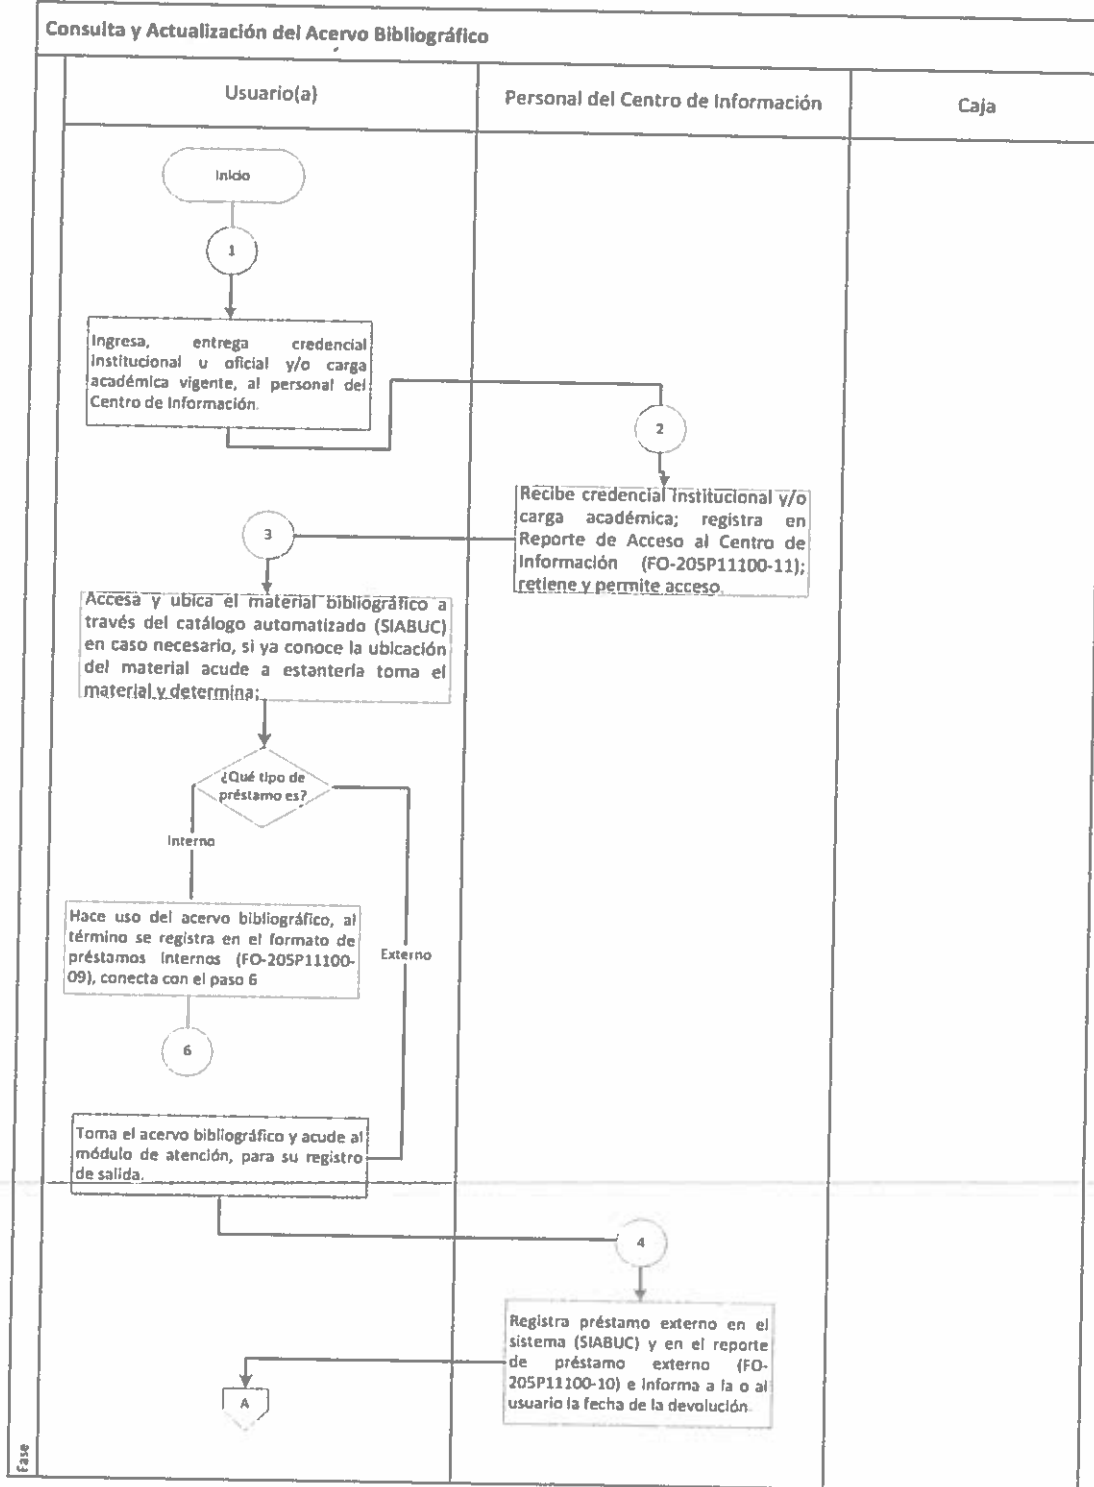 Consulta y Actualización del Acervo Bibliográfico
Usuario(a)
Personal del Centro de Información
Caja
Inicio
1
Ingresa, entrega credencial
institucional u oficial y/o carga
académica vigente, al personal del
Centro de Información.
2
Recibe credencial institucional y/o
carga académica; registra en
Reporte de Acceso al Centro de
Información (FO-205P11100-11);
retiene y permite acceso.
3
Accesa y ubica el material bibliográfico a
través del catálogo automatizado (SIABUC)
en caso necesario, si ya conoce la ubicación
del material acude a estantería toma el
material y determina;
¿Qué tipo de
préstamo es?
Interno
Externo
Hace uso del acervo bibliográfico, al
término se registra en el formato de
préstamos internos (FO-205P11100-
09), conecta con el paso 6
6
Toma el acervo bibliográfico y acude al
módulo de atención, para su registro
de salida.
4
Registra préstamo externo en el
sistema (SIABUC) y en el reporte
de préstamo externo (FO-
205P11100-10) e informa a la o al
usuario la fecha de la devolución.
A
Fase